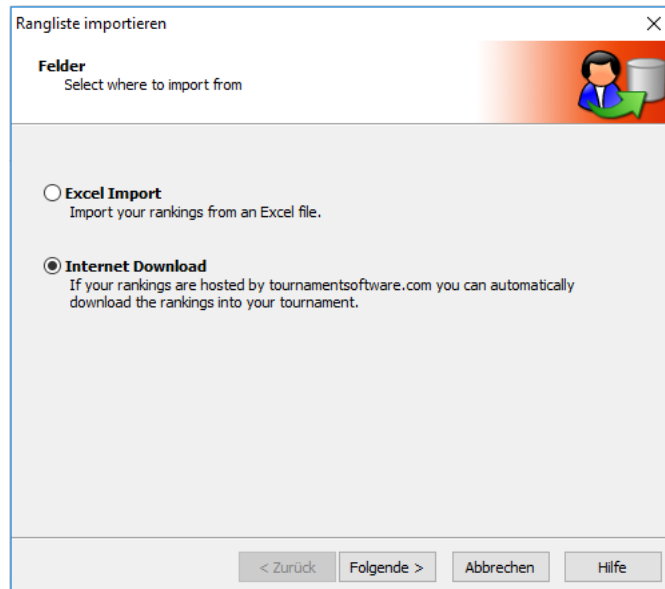 Rangliste importieren
Felder
Select where to import from
Excel Import
Import your rankings from an Excel file.
Internet Download
If your rankings are hosted by tournamentsoftware.com you can automatically
download the rankings into your tournament.
< Zurück
Folgende >
Abbrechen
Hilfe